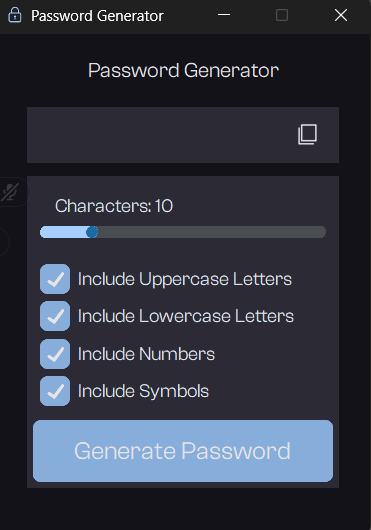 Password Generator
Password Generator
Characters: 10
Include Uppercase Letters
Include Lowercase Letters
Include Numbers
Include Symbols
Generate Password